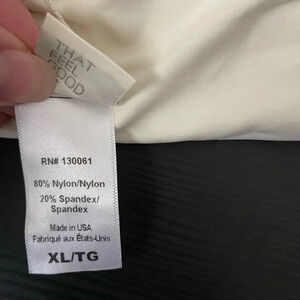 THAT
FEEL
GOOD
RN# 130061
80% Nylon/Nylon
20% Spandex/
Spandex
Made in USA
Fabriqué aux États-Unis
XL/TG